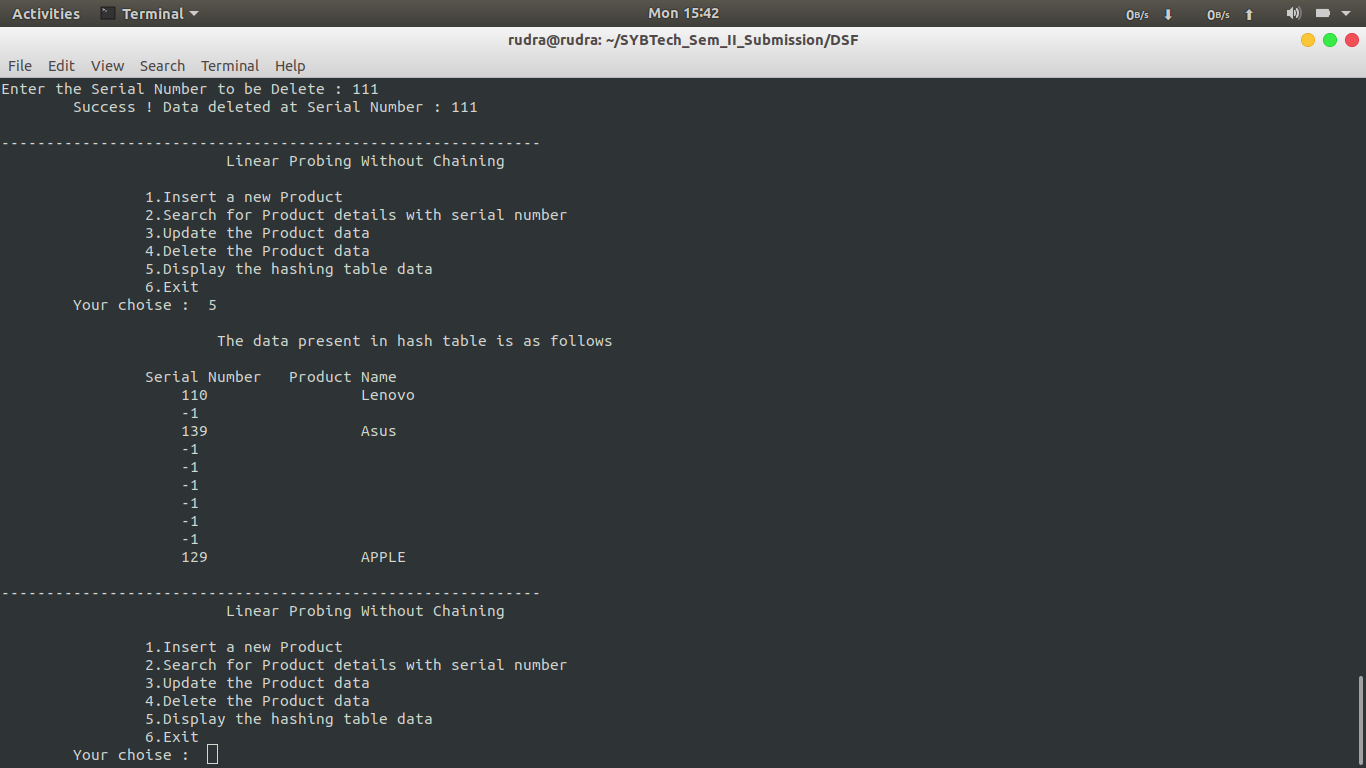 Activities Terminal Mon 15:42 0B/s 0B/s
rudra@rudra: ~/SYBTech_Sem_II_Submission/DSF
File Edit View Search Terminal Help
Enter the Serial Number to be Delete : 111
Success ! Data deleted at Serial Number : 111
------------------------------------------------------------
Linear Probing Without Chaining
1.Insert a new Product
2.Search for Product details with serial number
3.Update the Product data
4.Delete the Product data
5.Display the hashing table data
6.Exit
Your choise : 5
The data present in hash table is as follows
Serial Number Product Name
110 Lenovo
-1
139 Asus
-1
-1
-1
-1
-1
-1
129 APPLE
------------------------------------------------------------
Linear Probing Without Chaining
1.Insert a new Product
2.Search for Product details with serial number
3.Update the Product data
4.Delete the Product data
5.Display the hashing table data
6.Exit
Your choise :